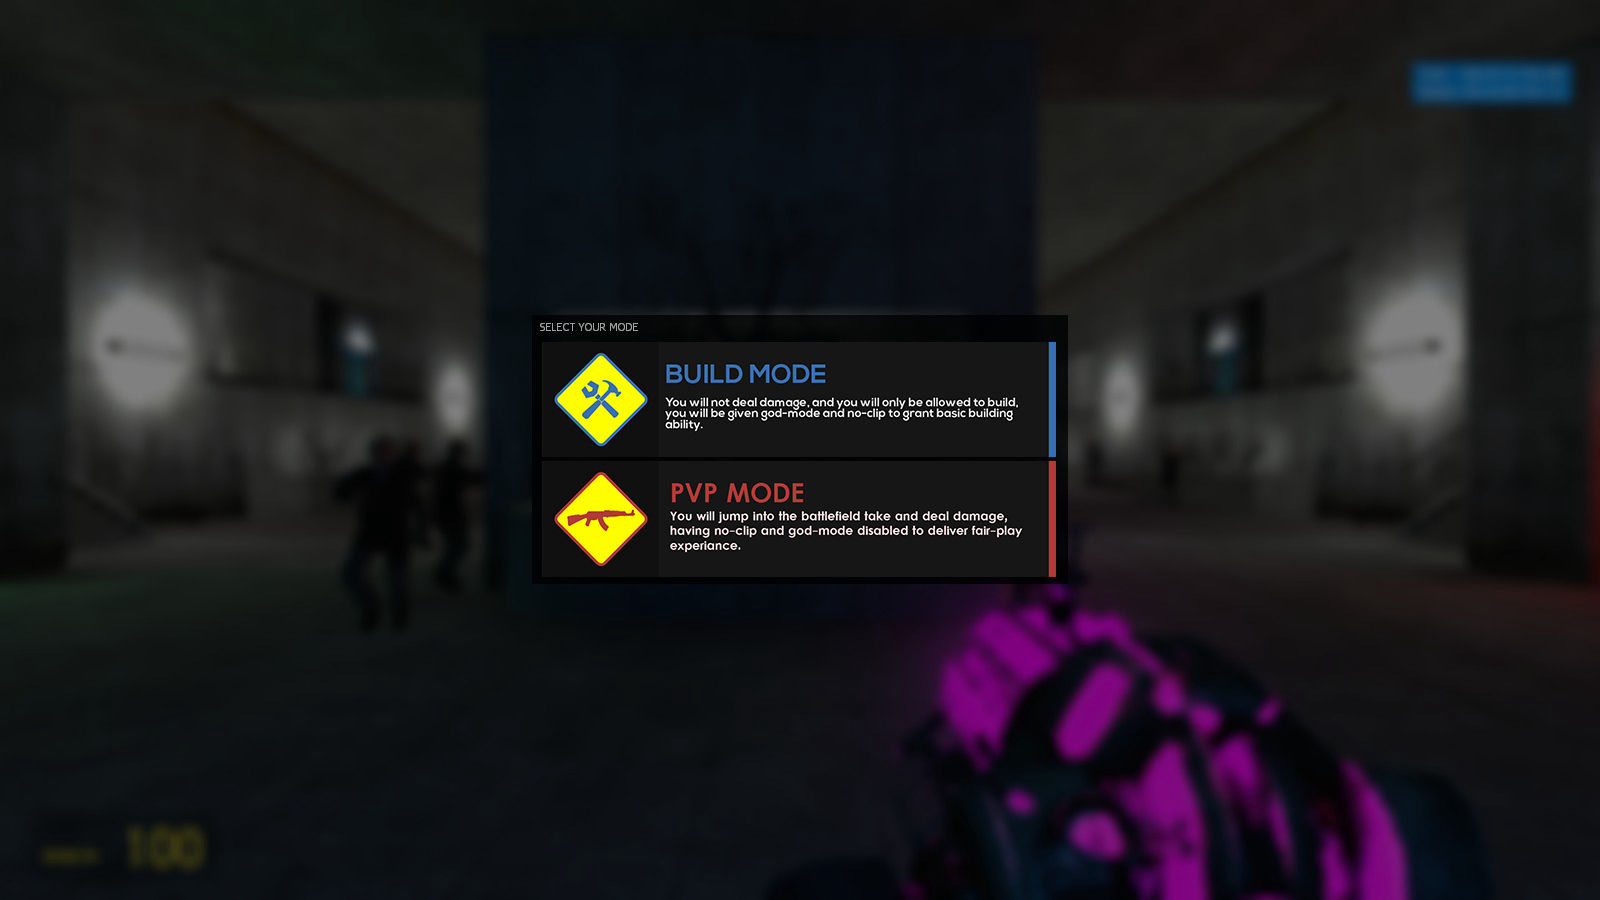 SELECT YOUR MODE
BUILD MODE
You will not deal damage, and you will only be allowed to build,
you will be given god-mode and no-clip to grant basic building
ability.
PVP MODE
You will jump into the battlefield take and deal damage,
having no-clip and god-mode disabled to deliver fair-play
experiance.
100